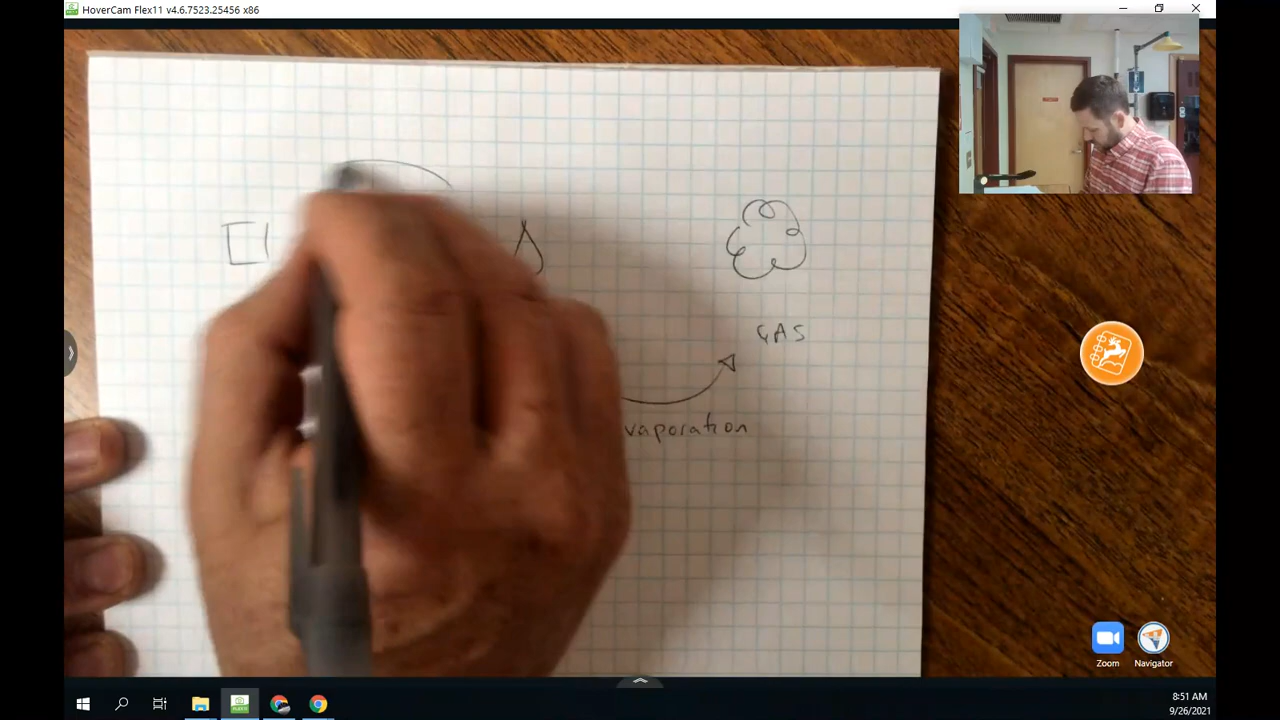 HoverCam Flex11 v4.6.7523.25456 x86
GAS
vaporation
Zoom
Navigator
8:51 AM
9/26/2021